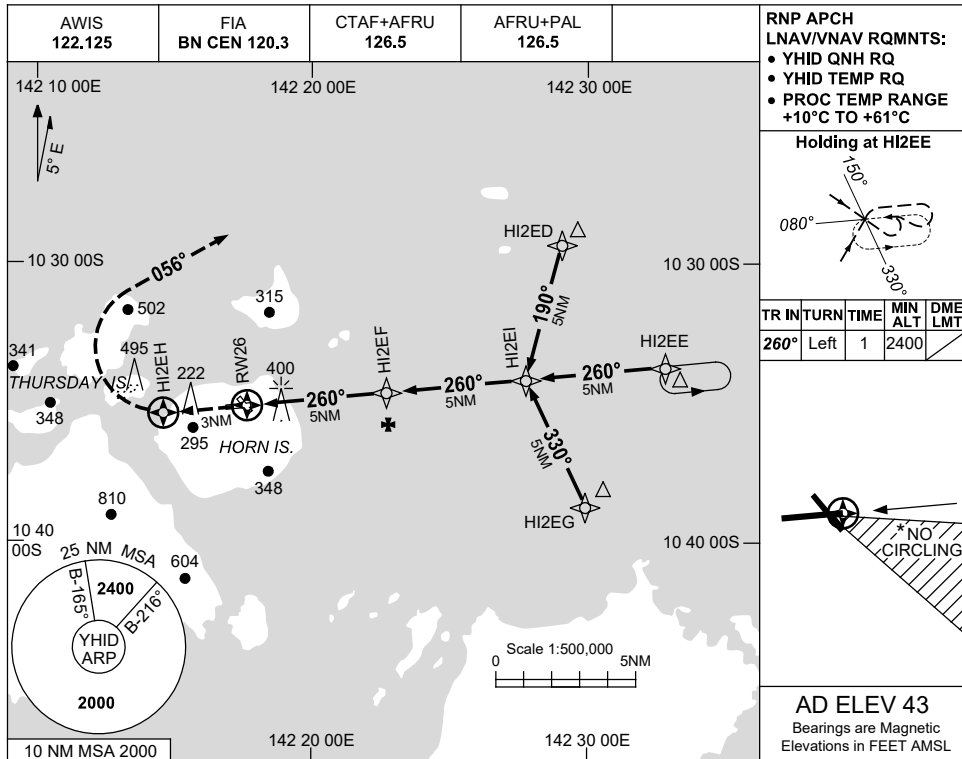 AWIS
122.125
FIA
BN CEN 120.3
CTAF+AFRU
126.5
AFRU+PAL
126.5
RNP APCH
LNAV/VNAV RQMNTS:
• YHID QNH RQ
• YHID TEMP RQ
• PROC TEMP RANGE
+10°C TO +61°C
142 10 00E
142 20 00E
142 30 00E
5° E
Holding at HI2EE
150°
080°
330°
TR IN TURN TIME MIN ALT DME LMT
260° Left 1 2400
10 30 00S
10 30 00S
056°
HI2ED
190°
5NM
502
315
341
495
THURSDAY IS.
348
HI2EH
222
RW26
400
HI2EF
HI2EI
HI2EE
260°
5NM
260°
5NM
260°
5NM
3NM
295
HORN IS.
348
330°
5NM
HI2EG
810
10 40
00S
10 40 00S
*NO
CIRCLING
25 NM MSA
604
B-165°
2400
B-216°
YHID
ARP
2000
Scale 1:500,000
0 5NM
10 NM MSA 2000
142 20 00E
142 30 00E
AD ELEV 43
Bearings are Magnetic
Elevations in FEET AMSL